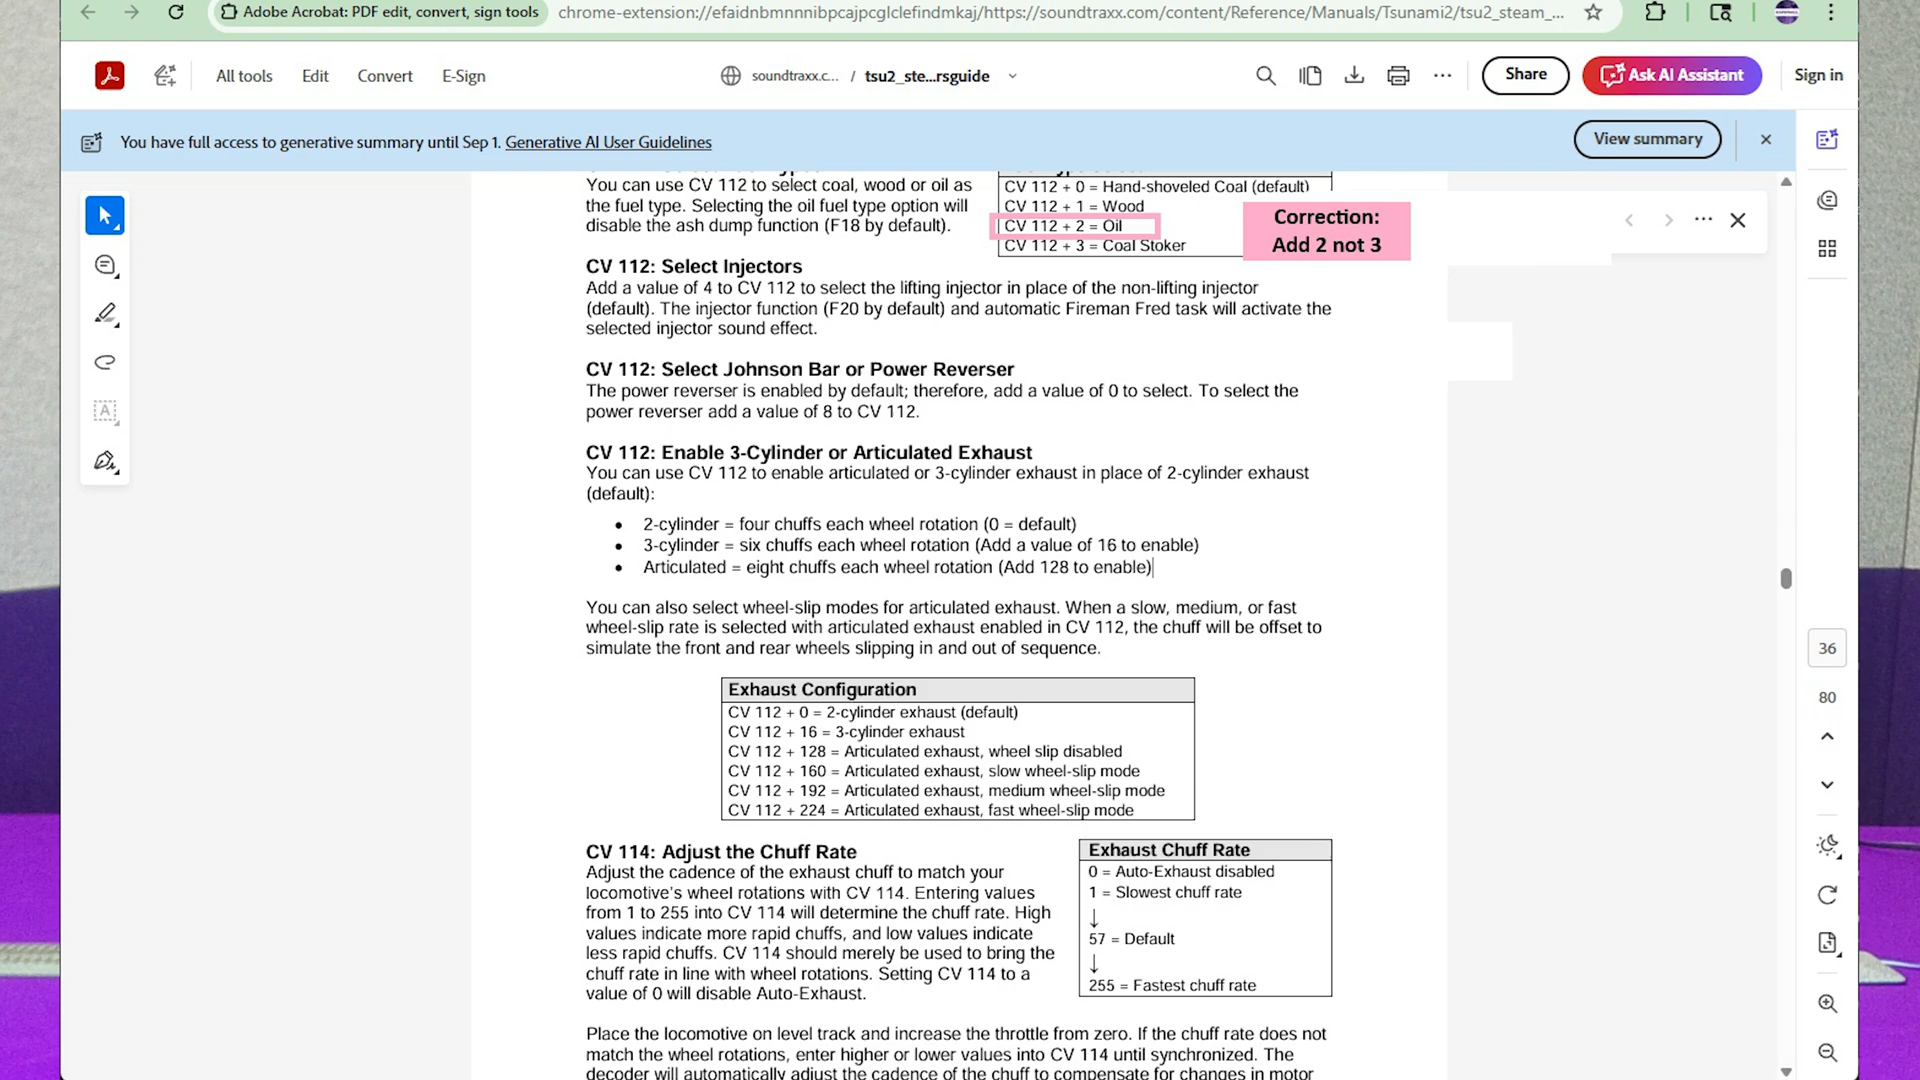 Adobe Acrobat: PDF edit, convert, sign tools
chrome-extension://efaidnbmnnnibpcajpcglclefindmkaj/https://soundtraxx.com/content/Reference/Manuals/Tsunami2/tsu2_steam_...
All tools
Edit
Convert
E-Sign
soundtraxx.c... / tsu2_ste...rsguide
Share
Ask AI Assistant
Sign in
You have full access to generative summary until Sep 1. Generative AI User Guidelines
View summary
You can use CV 112 to select coal, wood or oil as
the fuel type. Selecting the oil fuel type option will
disable the ash dump function (F18 by default).
CV 112 + 0 = Hand-shoveled Coal (default)
CV 112 + 1 = Wood
CV 112 + 2 = Oil
CV 112 + 3 = Coal Stoker
Correction:
Add 2 not 3
CV 112: Select Injectors
Add a value of 4 to CV 112 to select the lifting injector in place of the non-lifting injector
(default). The injector function (F20 by default) and automatic Fireman Fred task will activate the
selected injector sound effect.
CV 112: Select Johnson Bar or Power Reverser
The power reverser is enabled by default; therefore, add a value of 0 to select. To select the
power reverser add a value of 8 to CV 112.
CV 112: Enable 3-Cylinder or Articulated Exhaust
You can use CV 112 to enable articulated or 3-cylinder exhaust in place of 2-cylinder exhaust
(default):
• 2-cylinder = four chuffs each wheel rotation (0 = default)
• 3-cylinder = six chuffs each wheel rotation (Add a value of 16 to enable)
• Articulated = eight chuffs each wheel rotation (Add 128 to enable)
You can also select wheel-slip modes for articulated exhaust. When a slow, medium, or fast
wheel-slip rate is selected with articulated exhaust enabled in CV 112, the chuff will be offset to
simulate the front and rear wheels slipping in and out of sequence.
Exhaust Configuration
CV 112 + 0 = 2-cylinder exhaust (default)
CV 112 + 16 = 3-cylinder exhaust
CV 112 + 128 = Articulated exhaust, wheel slip disabled
CV 112 + 160 = Articulated exhaust, slow wheel-slip mode
CV 112 + 192 = Articulated exhaust, medium wheel-slip mode
CV 112 + 224 = Articulated exhaust, fast wheel-slip mode
CV 114: Adjust the Chuff Rate
Adjust the cadence of the exhaust chuff to match your
locomotive's wheel rotations with CV 114. Entering values
from 1 to 255 into CV 114 will determine the chuff rate. High
values indicate more rapid chuffs, and low values indicate
less rapid chuffs. CV 114 should merely be used to bring the
chuff rate in line with wheel rotations. Setting CV 114 to a
value of 0 will disable Auto-Exhaust.
Exhaust Chuff Rate
0 = Auto-Exhaust disabled
1 = Slowest chuff rate
↓
57 = Default
↓
255 = Fastest chuff rate
Place the locomotive on level track and increase the throttle from zero. If the chuff rate does not
match the wheel rotations, enter higher or lower values into CV 114 until synchronized. The
decoder will automatically adjust the cadence of the chuff to compensate for changes in motor
36
80